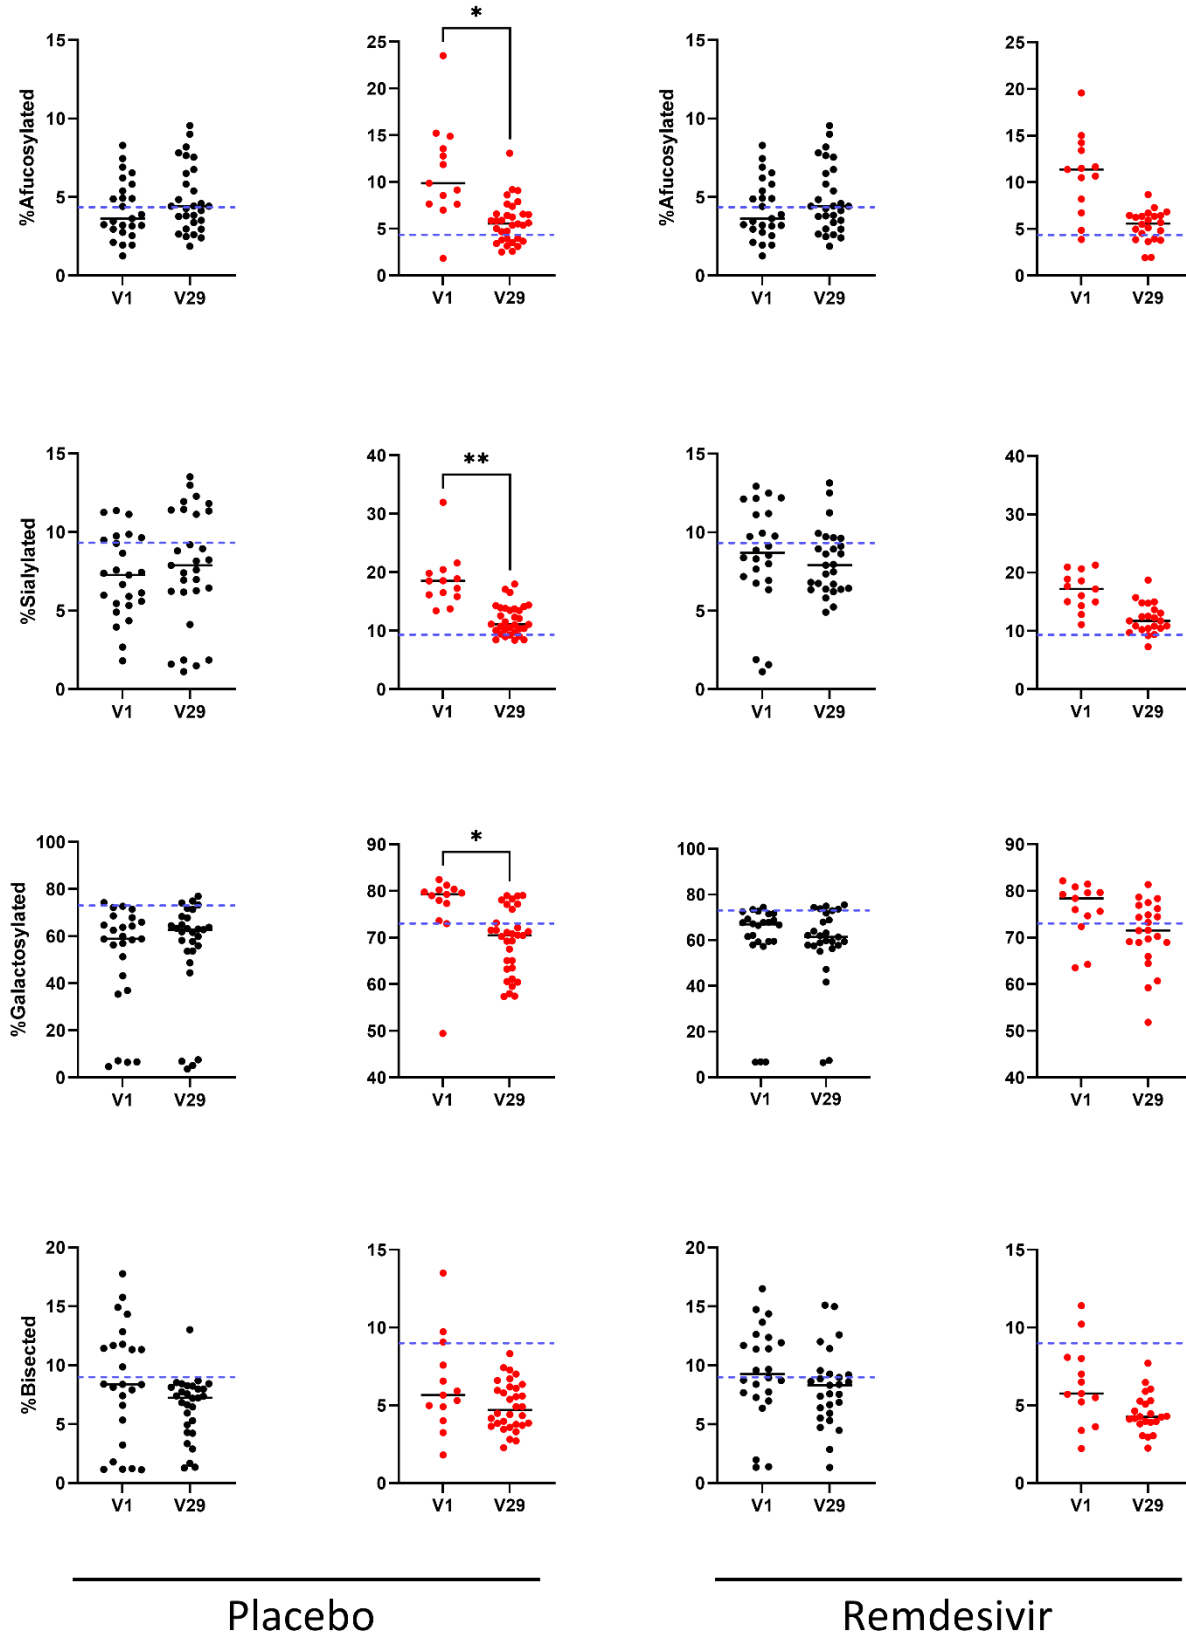 *
15 25 15 25
20 20
10 15 10 15
%Afucosylated %Afucosylated
5 10 5 10
5 5
0 0 0 0
V1 V29 V1 V29 V1 V29 V1 V29
**
15 40 15 40
30 30
10 10
%Sialylated 20 %Sialylated 20
5 5
10 10
0 0 0 0
V1 V29 V1 V29 V1 V29 V1 V29
*
100 90 100 90
80 80 80 80
60 70 60 70
%Galactosylated %Galactosylated
40 60 40 60
20 50 20 50
0 40 0 40
V1 V29 V1 V29 V1 V29 V1 V29
20 15 20 15
15 15
10 10
%Bisected 10 %Bisected 10
5 5
5 5
0 0 0 0
V1 V29 V1 V29 V1 V29 V1 V29
Placebo Remdesivir